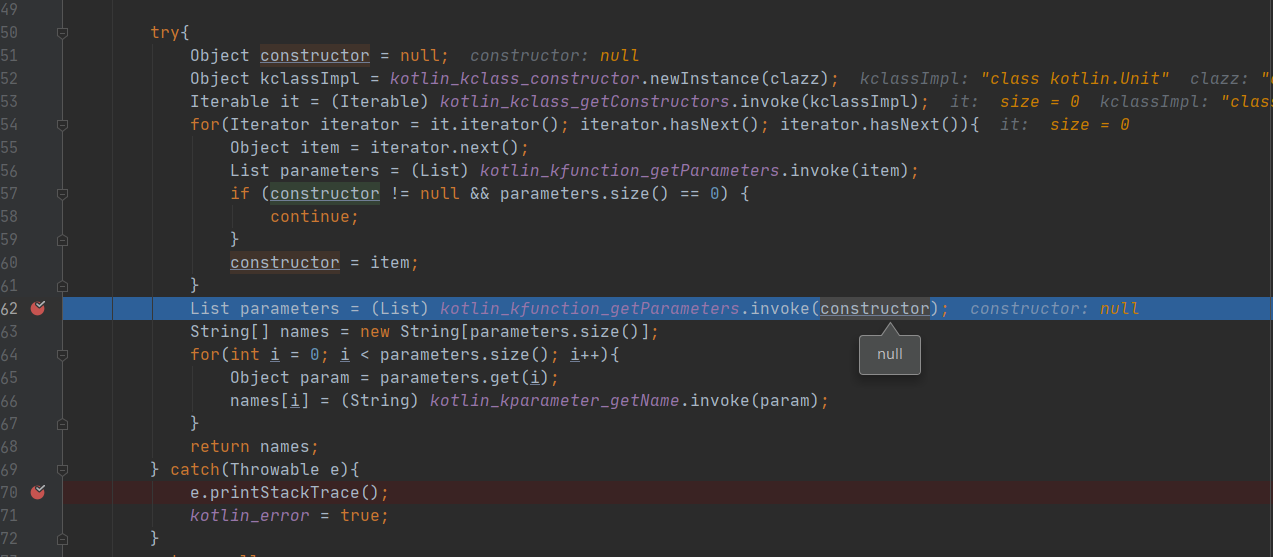 49
50 try{
51 Object constructor = null; constructor: null
52 Object kclassImpl = kotlin_kclass_constructor.newInstance(clazz); kclassImpl: "class kotlin.Unit" clazz: "c
53 Iterable it = (Iterable) kotlin_kclass_getConstructors.invoke(kclassImpl); it: size = 0 kclassImpl: "clas
54 for(Iterator iterator = it.iterator(); iterator.hasNext(); iterator.hasNext()){ it: size = 0
55 Object item = iterator.next();
56 List parameters = (List) kotlin_kfunction_getParameters.invoke(item);
57 if (constructor != null && parameters.size() == 0) {
58 continue;
59 }
60 constructor = item;
61 }
62 List parameters = (List) kotlin_kfunction_getParameters.invoke(constructor); constructor: null
63 String[] names = new String[parameters.size()];
null
64 for(int i = 0; i < parameters.size(); i++){
65 Object param = parameters.get(i);
66 names[i] = (String) kotlin_kparameter_getName.invoke(param);
67 }
68 return names;
69 } catch(Throwable e){
70 e.printStackTrace();
71 kotlin_error = true;
72 }